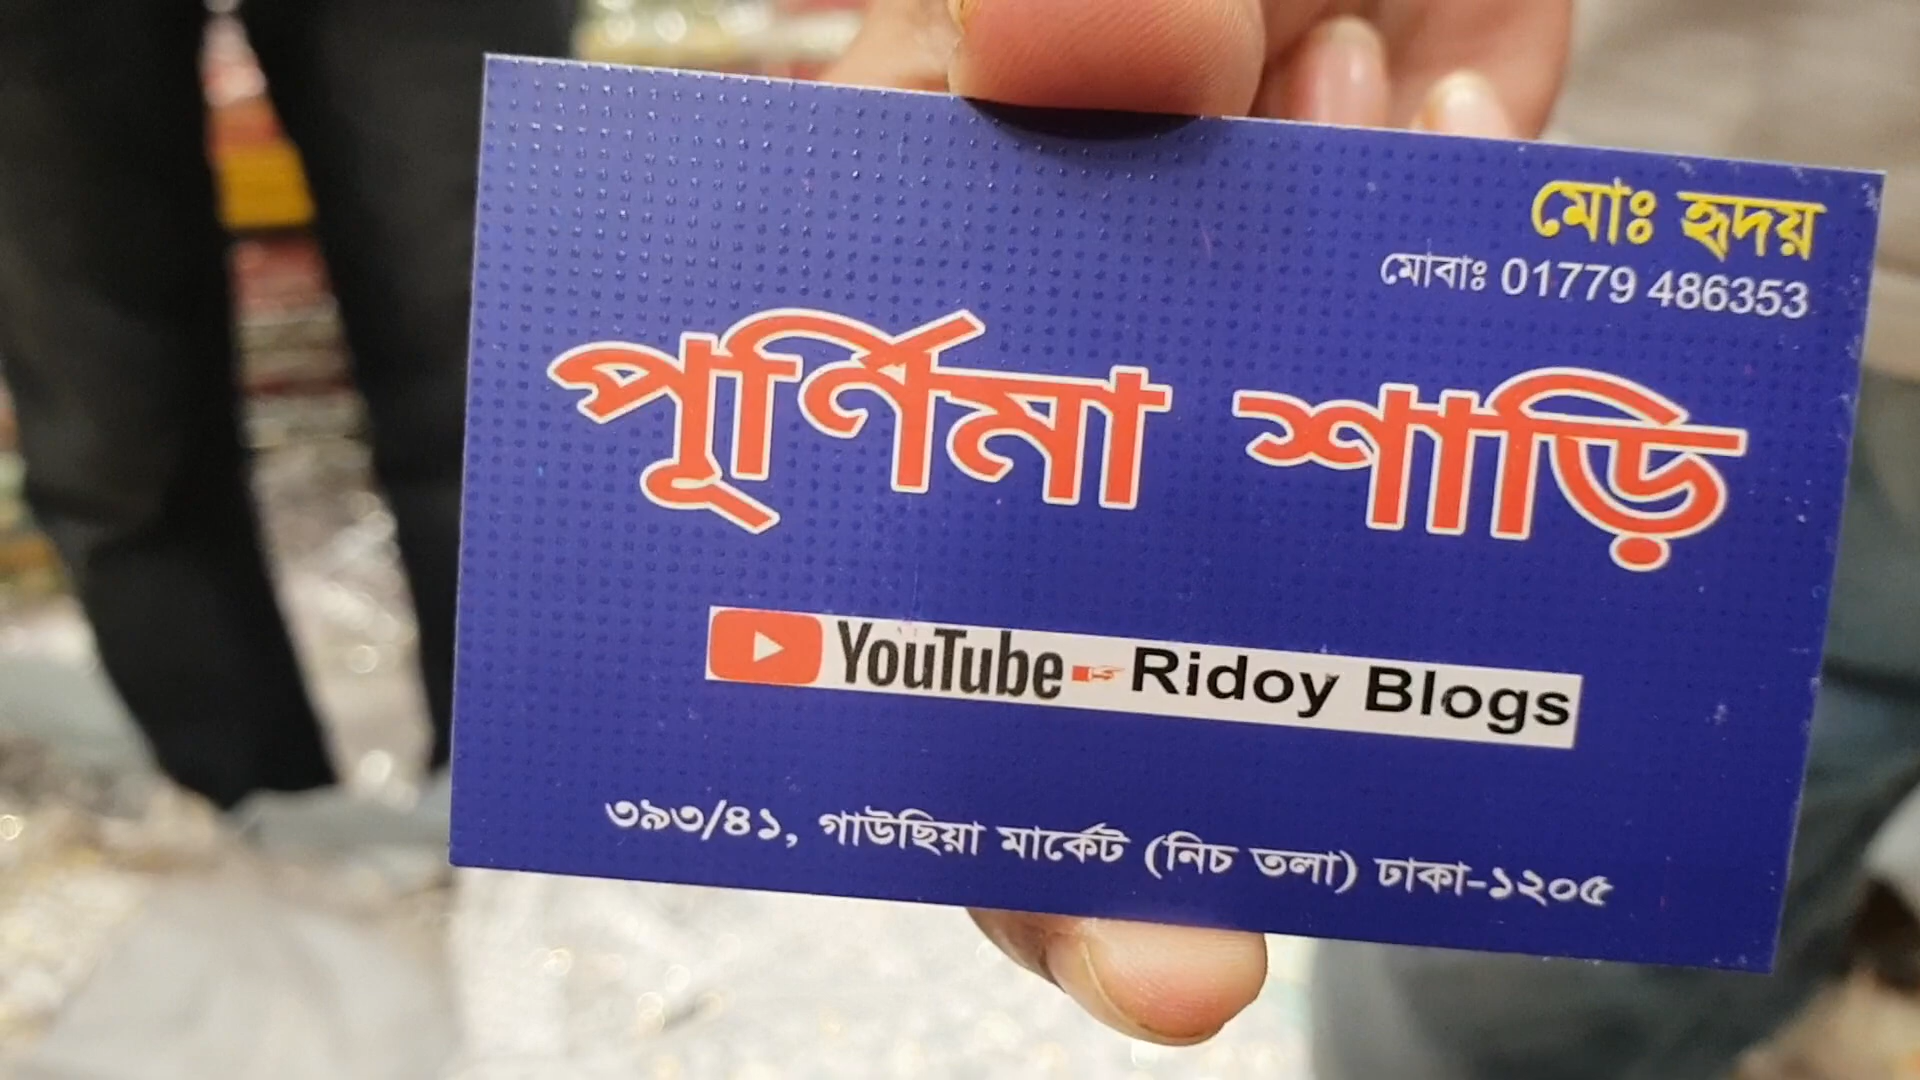 মোঃ হৃদয়
মোবাঃ 01779 486353
পূর্ণিমা শাড়ি
YouTube Ridoy Blogs
৩৯৩/৪১, গাউছিয়া মার্কেট (নিচ তলা) ঢাকা-১২০৫